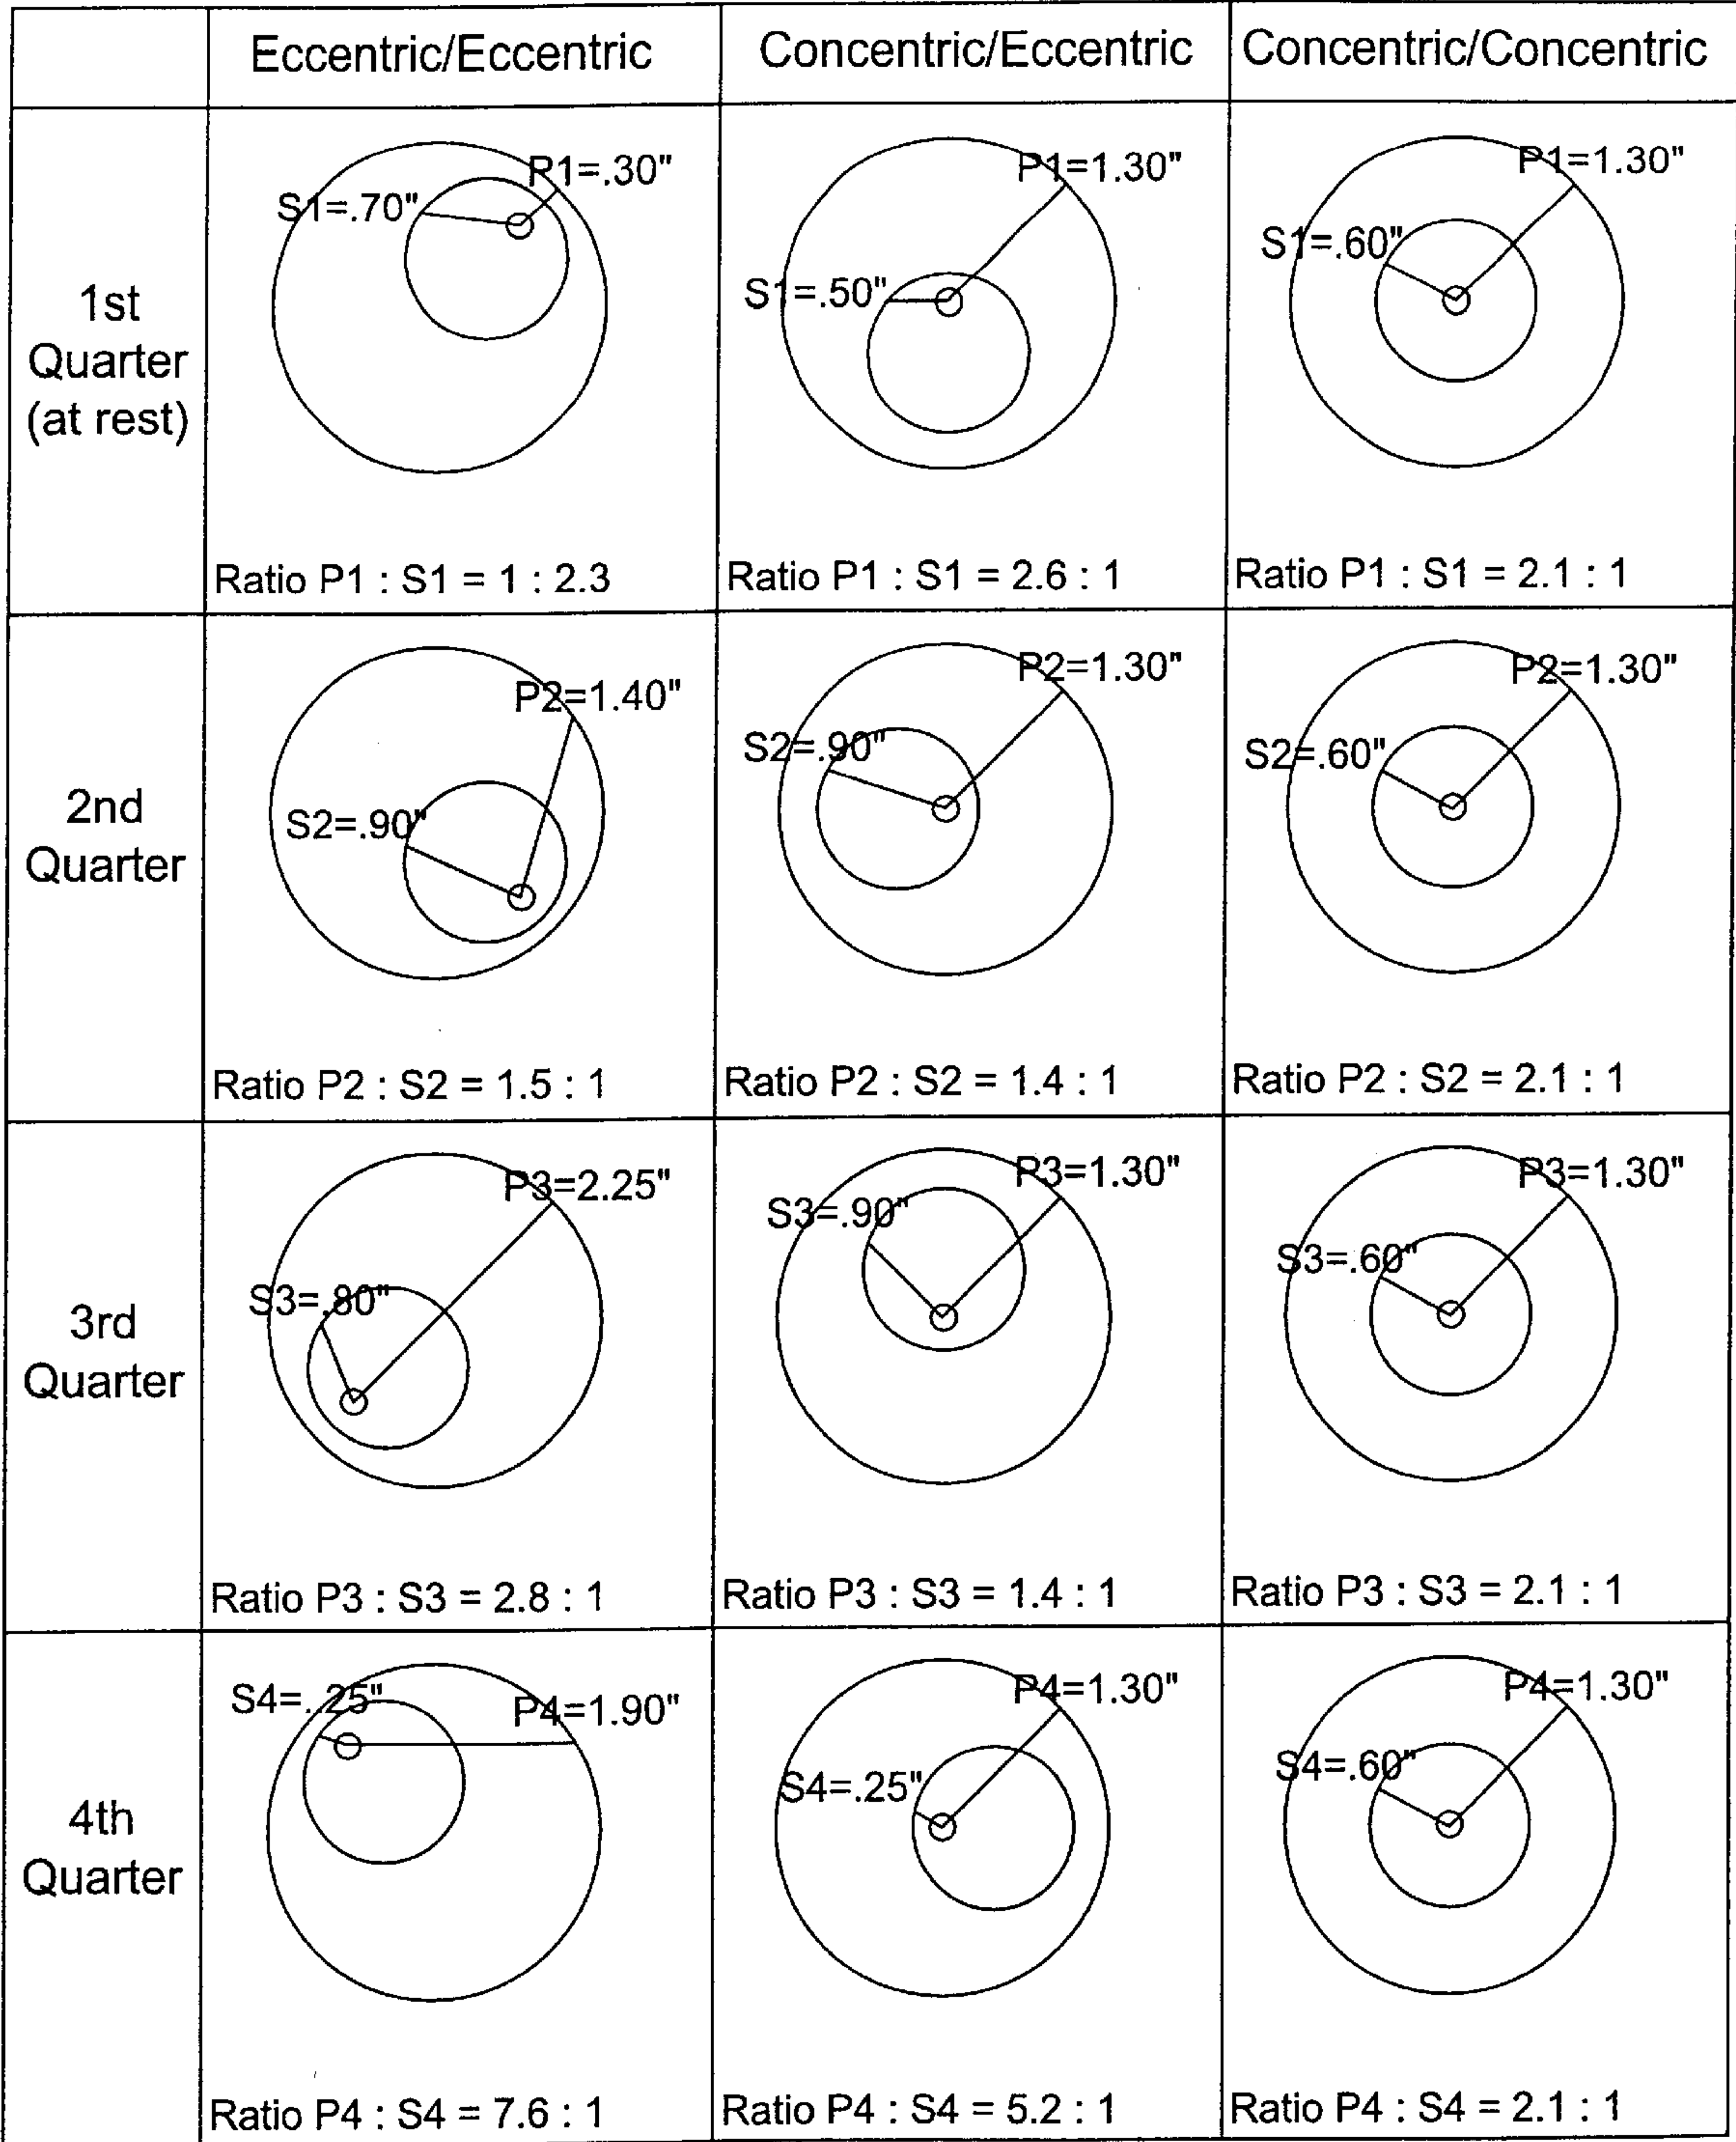 Eccentric/Eccentric
Concentric/Eccentric
Concentric/Concentric
1st
Quarter
(at rest)
P1=.30"
S1=.70"
Ratio P1 : S1 = 1 : 2.3
P1=1.30"
S1=.50"
Ratio P1 : S1 = 2.6 : 1
P1=1.30"
S1=.60"
Ratio P1 : S1 = 2.1 : 1
2nd
Quarter
P2=1.40"
S2=.90"
Ratio P2 : S2 = 1.5 : 1
P2=1.30"
S2=.90"
Ratio P2 : S2 = 1.4 : 1
P2=1.30"
S2=.60"
Ratio P2 : S2 = 2.1 : 1
3rd
Quarter
P3=2.25"
S3=.80"
Ratio P3 : S3 = 2.8 : 1
P3=1.30"
S3=.90"
Ratio P3 : S3 = 1.4 : 1
P3=1.30"
S3=.60"
Ratio P3 : S3 = 2.1 : 1
4th
Quarter
S4=..25"
P4=1.90"
Ratio P4 : S4 = 7.6 : 1
P4=1.30"
S4=.25"
Ratio P4 : S4 = 5.2 : 1
P4=1.30"
S4=.60"
Ratio P4 : S4 = 2.1 : 1